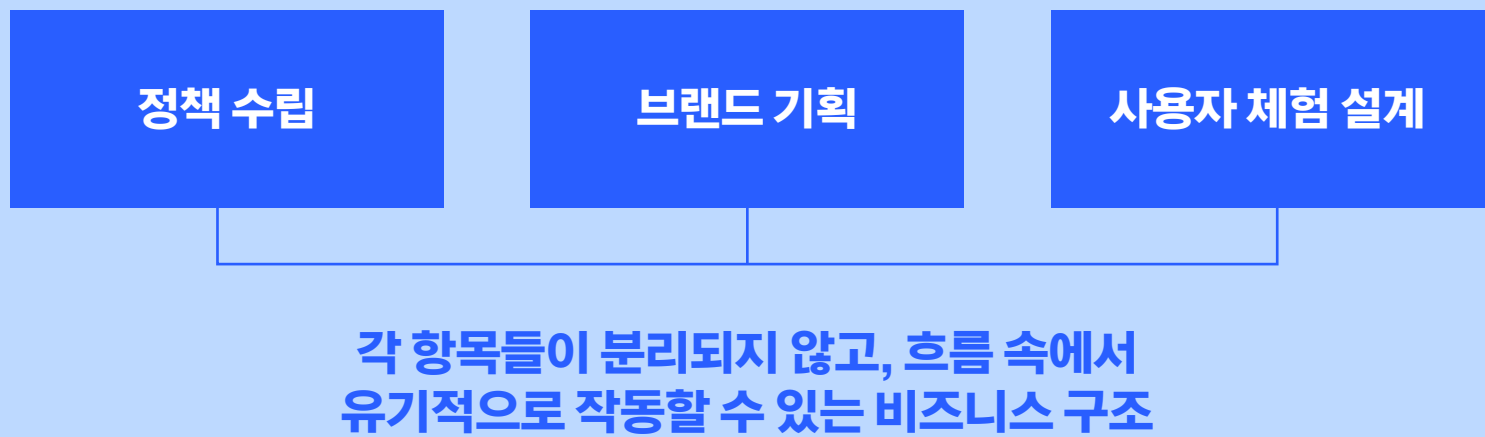 정책 수립
브랜드 기획
사용자 체험 설계
각 항목들이 분리되지 않고, 흐름 속에서
유기적으로 작동할 수 있는 비즈니스 구조